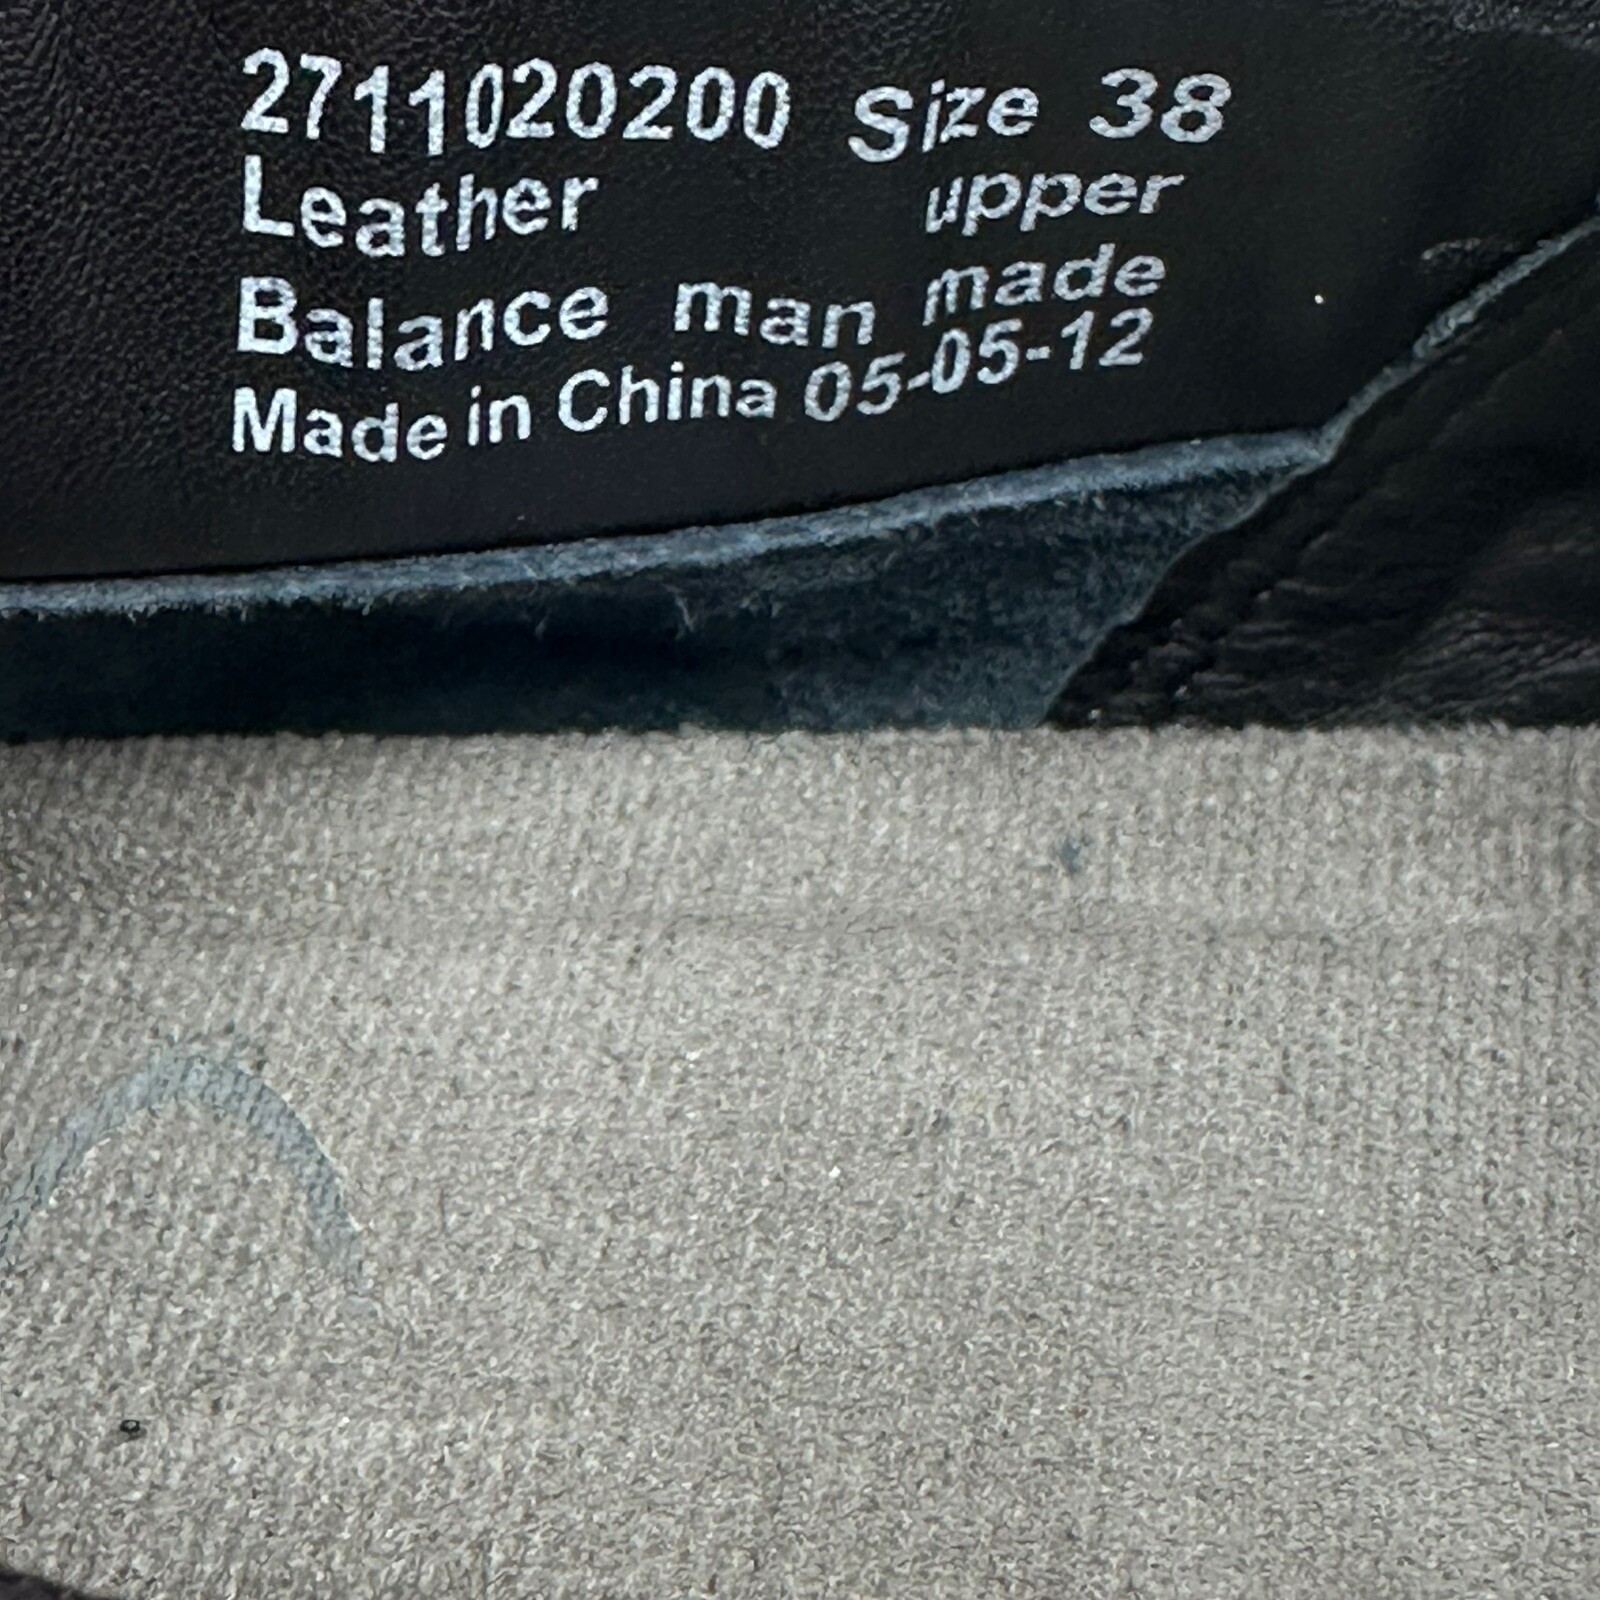 2711020200 Size 38
Leather upper
Balance man made
Made in China 05-05-12